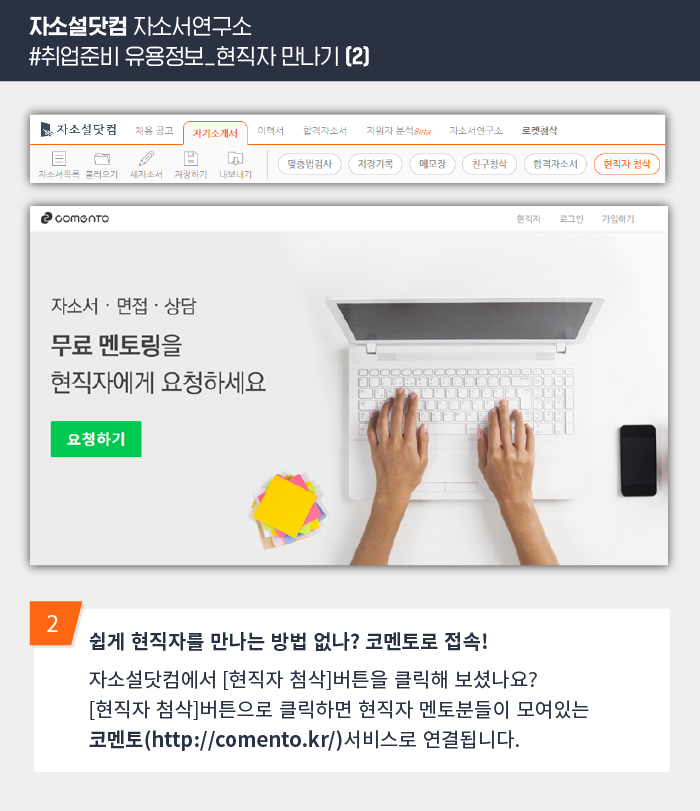 자소설닷컴 자소서연구소
#취업준비 유용정보_현직자 만나기 (2)
자소설닷컴 채용 공고 자기소개서 이력서 합격자소서 지원자 분석Beta 자소서연구소 로켓첨삭
자소서목록 불러오기 새자소서 저장하기 내보내기 맞춤법검사 저장기록 메모장 친구첨삭 합격자소서 현직자 첨삭
comento 현직자 로그인 가입하기
자소서 · 면접 · 상담
무료 멘토링을
현직자에게 요청하세요
요청하기
2
쉽게 현직자를 만나는 방법 없나? 코멘토로 접속!
자소설닷컴에서 [현직자 첨삭]버튼을 클릭해 보셨나요?
[현직자 첨삭]버튼으로 클릭하면 현직자 멘토분들이 모여있는
코멘토(http://comento.kr/)서비스로 연결됩니다.